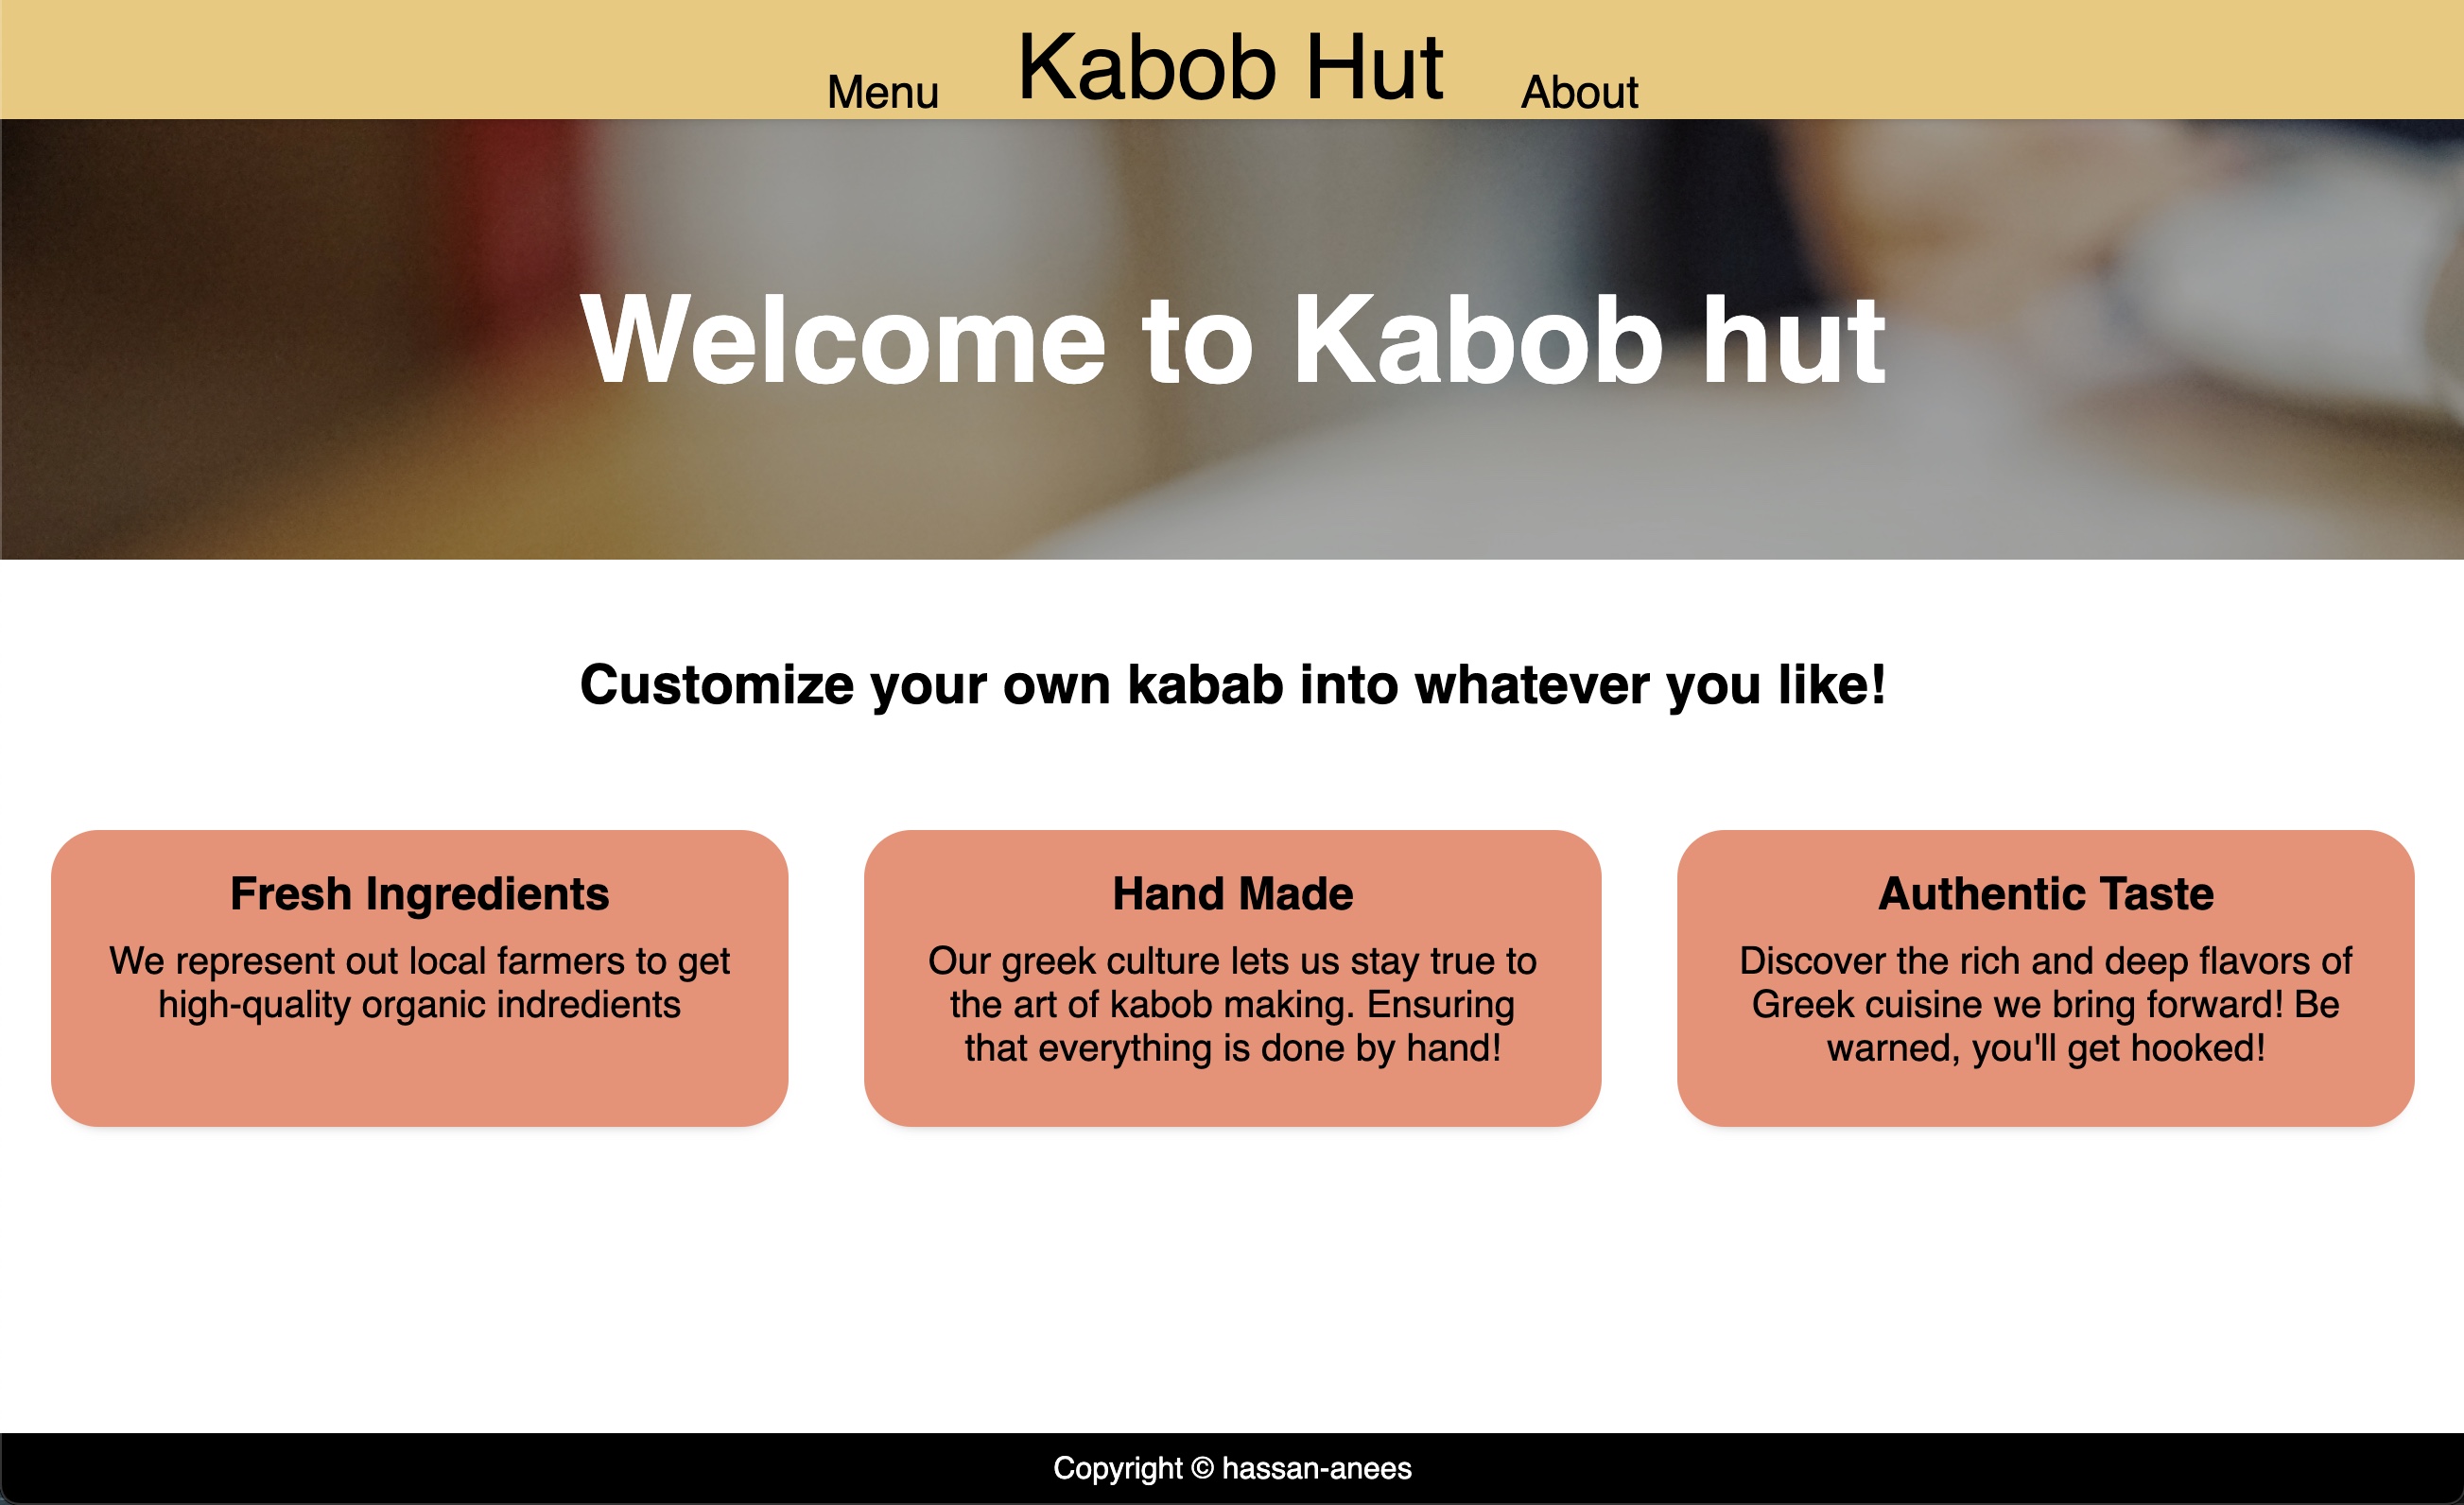 Menu Kabob Hut About
Welcome to Kabob hut
Customize your own kabab into whatever you like!
Fresh Ingredients
We represent out local farmers to get
high-quality organic indredients
Hand Made
Our greek culture lets us stay true to
the art of kabob making. Ensuring
that everything is done by hand!
Authentic Taste
Discover the rich and deep flavors of
Greek cuisine we bring forward! Be
warned, you'll get hooked!
Copyright © hassan-anees